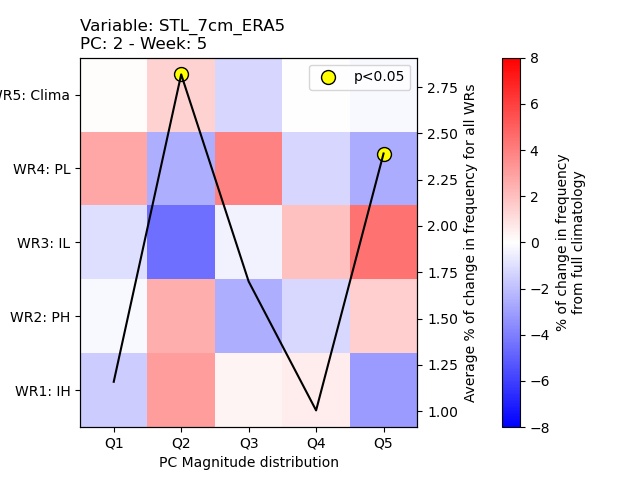 Variable: STL_7cm_ERA5
PC: 2 - Week: 5
p<0.05
WR5: Clima
WR4: PL
WR3: IL
WR2: PH
WR1: IH
Q1 Q2 Q3 Q4 Q5
PC Magnitude distribution
2.75
2.50
2.25
2.00
1.75
1.50
1.25
1.00
Average % of change in frequency for all WRs
8
6
4
2
0
−2
−4
−6
−8
% of change in frequency
from full climatology